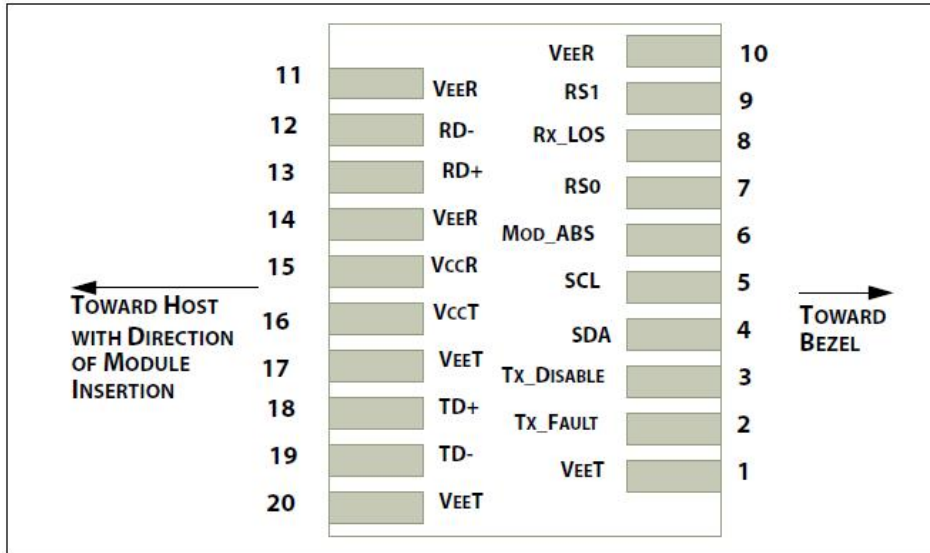 VEER 10
11 VEER
RS1 9
12 RD-
RX_LOS 8
13 RD+
RS0 7
14 VEER
MOD_ABS 6
15 VCCR
SCL 5
TOWARD HOST
WITH DIRECTION
OF MODULE
INSERTION
TOWARD
BEZEL
16 VCCT
SDA 4
17 VEET
TX_DISABLE 3
18 TD+
TX_FAULT 2
19 TD-
VEET 1
20 VEET